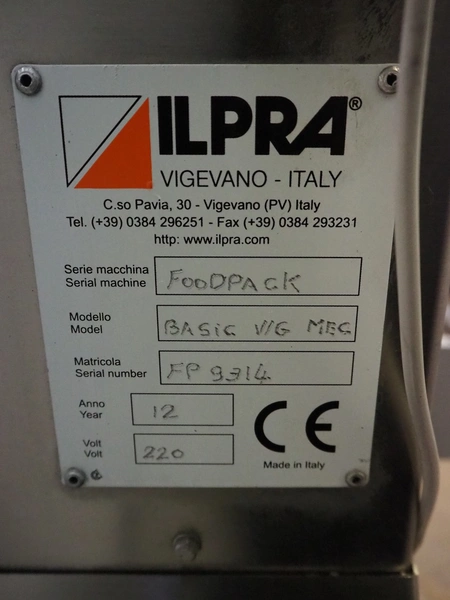 ILPRA®
VIGEVANO - ITALY
C.so Pavia, 30 - Vigevano (PV) Italy
Tel. (+39) 0384 296251 - Fax (+39) 0384 293231
http: www.ilpra.com
Serie macchina
Serial machine
FOODPACK
Modello
Model
BASIC V/G MEC
Matricola
Serial number
FP 9314
Anno
Year
12
Volt
Volt
220
CE
Made in Italy